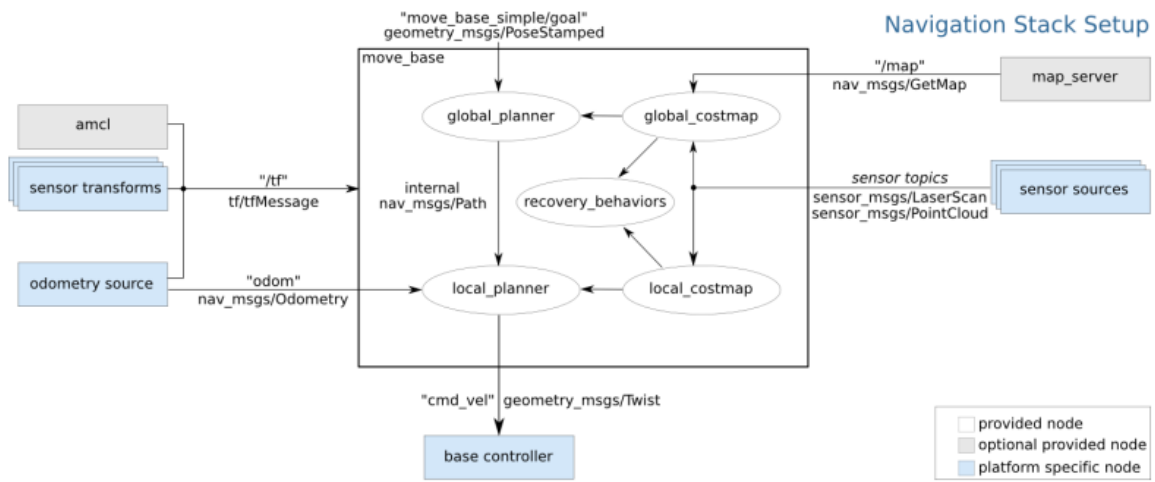 Navigation Stack Setup
"move_base_simple/goal"
geometry_msgs/PoseStamped
move_base
"/map"
nav_msgs/GetMap
map_server
amcl
global_planner
global_costmap
sensor transforms
"/tf"
tf/tfMessage
internal
nav_msgs/Path
recovery_behaviors
sensor topics
sensor_msgs/LaserScan
sensor_msgs/PointCloud
sensor sources
odometry source
"odom"
nav_msgs/Odometry
local_planner
local_costmap
"cmd_vel" geometry_msgs/Twist
base controller
provided node
optional provided node
platform specific node